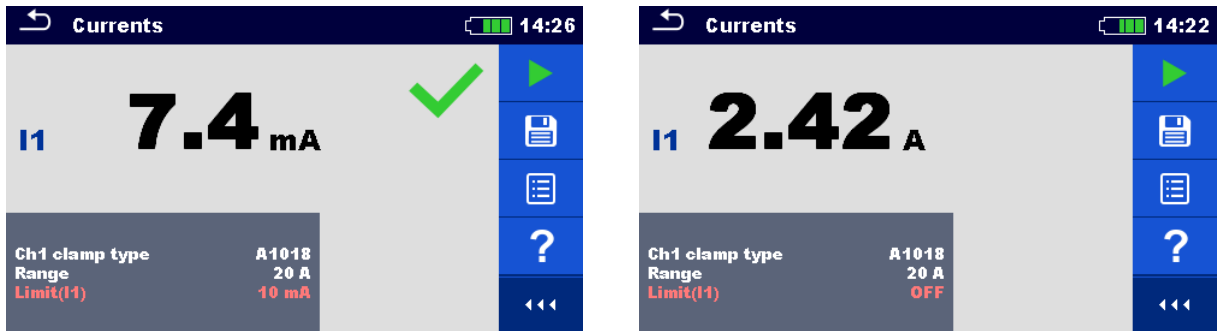 Currents 14:26
I1 7.4 mA
Ch1 clamp type A1018
Range 20 A
Limit(I1) 10 mA
?
Currents 14:22
I1 2.42 A
Ch1 clamp type A1018
Range 20 A
Limit(I1) OFF
?